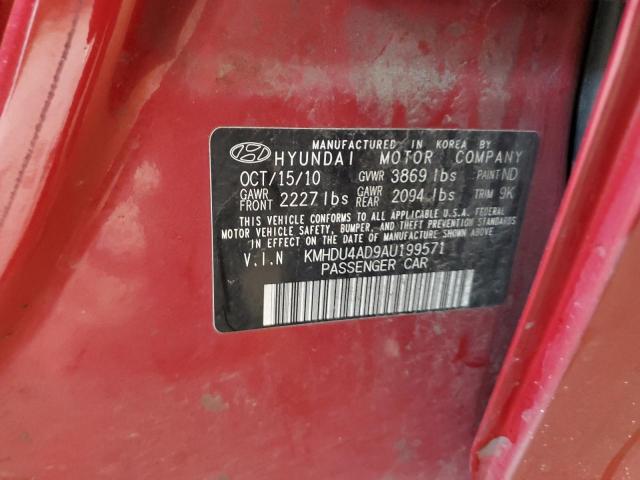 MANUFACTURED IN KOREA BY
HYUNDAI MOTOR COMPANY
OCT/15/10 GVWR 3869 lbs PAINT ND
GAWR FRONT 2227 lbs GAWR REAR 2094 lbs TRIM 9K
THIS VEHICLE CONFORMS TO ALL APPLICABLE U.S.A. FEDERAL
MOTOR VEHICLE SAFETY, BUMPER, AND THEFT PREVENTION STANDARDS
IN EFFECT ON THE DATE OF MANUFACTURE SHOWN ABOVE.
V.I.N KMHDU4AD9AU199571
PASSENGER CAR